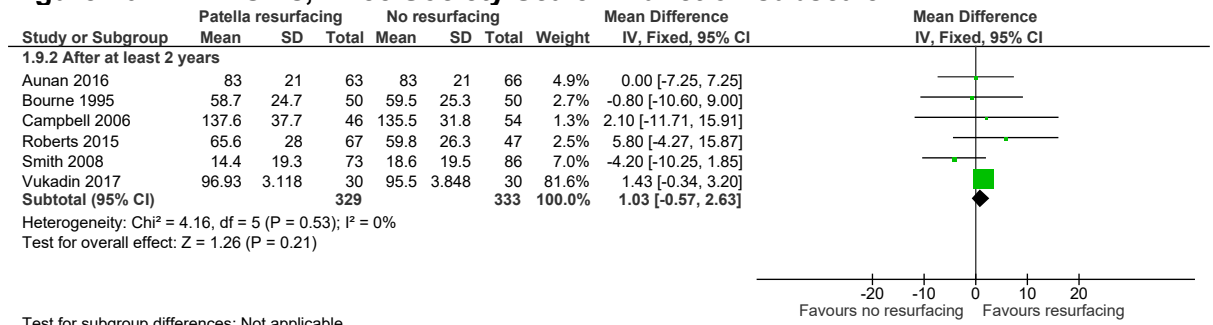 Patella resurfacing No resurfacing Mean Difference Mean Difference
Study or Subgroup Mean SD Total Mean SD Total Weight IV, Fixed, 95% CI IV, Fixed, 95% CI
1.9.2 After at least 2 years
Aunan 2016 83 21 63 83 21 66 4.9% 0.00 [-7.25, 7.25]
Bourne 1995 58.7 24.7 50 59.5 25.3 50 2.7% -0.80 [-10.60, 9.00]
Campbell 2006 137.6 37.7 46 135.5 31.8 54 1.3% 2.10 [-11.71, 15.91]
Roberts 2015 65.6 28 67 59.8 26.3 47 2.5% 5.80 [-4.27, 15.87]
Smith 2008 14.4 19.3 73 18.6 19.5 86 7.0% -4.20 [-10.25, 1.85]
Vukadin 2017 96.93 3.118 30 95.5 3.848 30 81.6% 1.43 [-0.34, 3.20]
Subtotal (95% CI) 329 333 100.0% 1.03 [-0.57, 2.63]
Heterogeneity: Chi² = 4.16, df = 5 (P = 0.53); I² = 0%
Test for overall effect: Z = 1.26 (P = 0.21)
-20 -10 0 10 20
Favours no resurfacing Favours resurfacing
Test for subgroup differences: Not applicable